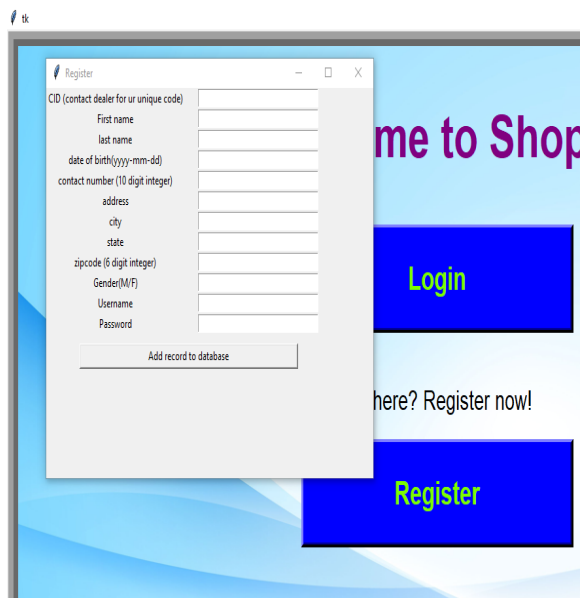 tk
Register
CID (contact dealer for ur unique code)
First name
last name
date of birth(yyyy-mm-dd)
contact number (10 digit integer)
address
city
state
zipcode (6 digit integer)
Gender(M/F)
Username
Password
Add record to database
me to Shop
Login
here? Register now!
Register